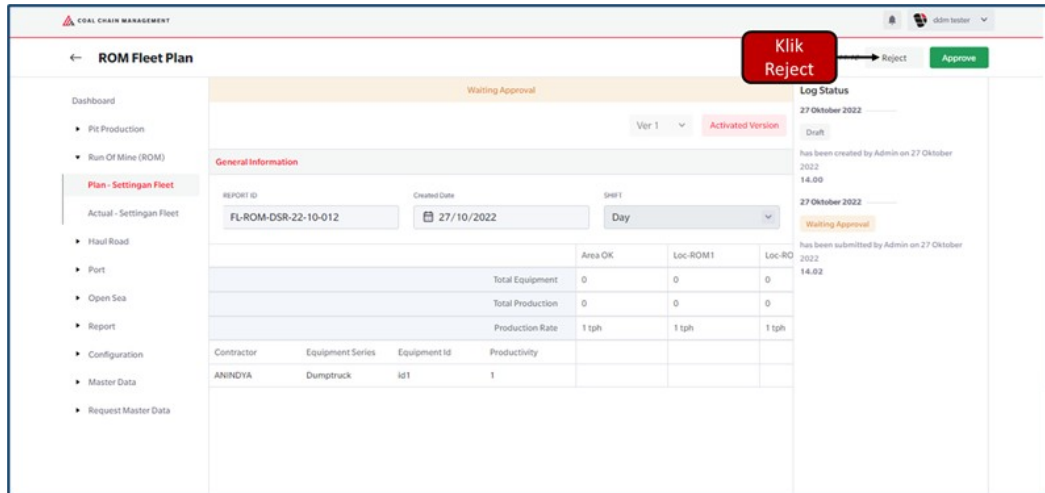 COAL CHAIN MANAGEMENT
ddm tester
← ROM Fleet Plan
Klik
Reject
Reject
Approve
Waiting Approval
Ver 1
Activated Version
Dashboard
Pit Production
Run Of Mine (ROM)
Plan - Settingan Fleet
Actual - Settingan Fleet
Haul Road
Port
Open Sea
Report
Configuration
Master Data
Request Master Data
General Information
REPORT ID
Created Date
SHIFT
FL-ROM-DSR-22-10-012
27/10/2022
Day
Area OK Loc-ROM1 Loc-RO
Total Equipment 0 0 0
Total Production 0 0 0
Production Rate 1 tph 1 tph 1 tph
Contractor Equipment Series Equipment Id Productivity
ANINDYA Dumptruck id1 1
Log Status
27 Oktober 2022
Draft
has been created by Admin on 27 Oktober
2022
14.00
27 Oktober 2022
Waiting Approval
has been submitted by Admin on 27 Oktober
2022
14.02